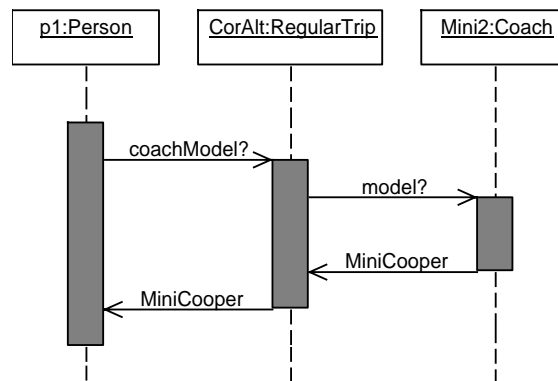 p1:Person
CorAlt:RegularTrip
Mini2:Coach
coachModel?
model?
MiniCooper
MiniCooper